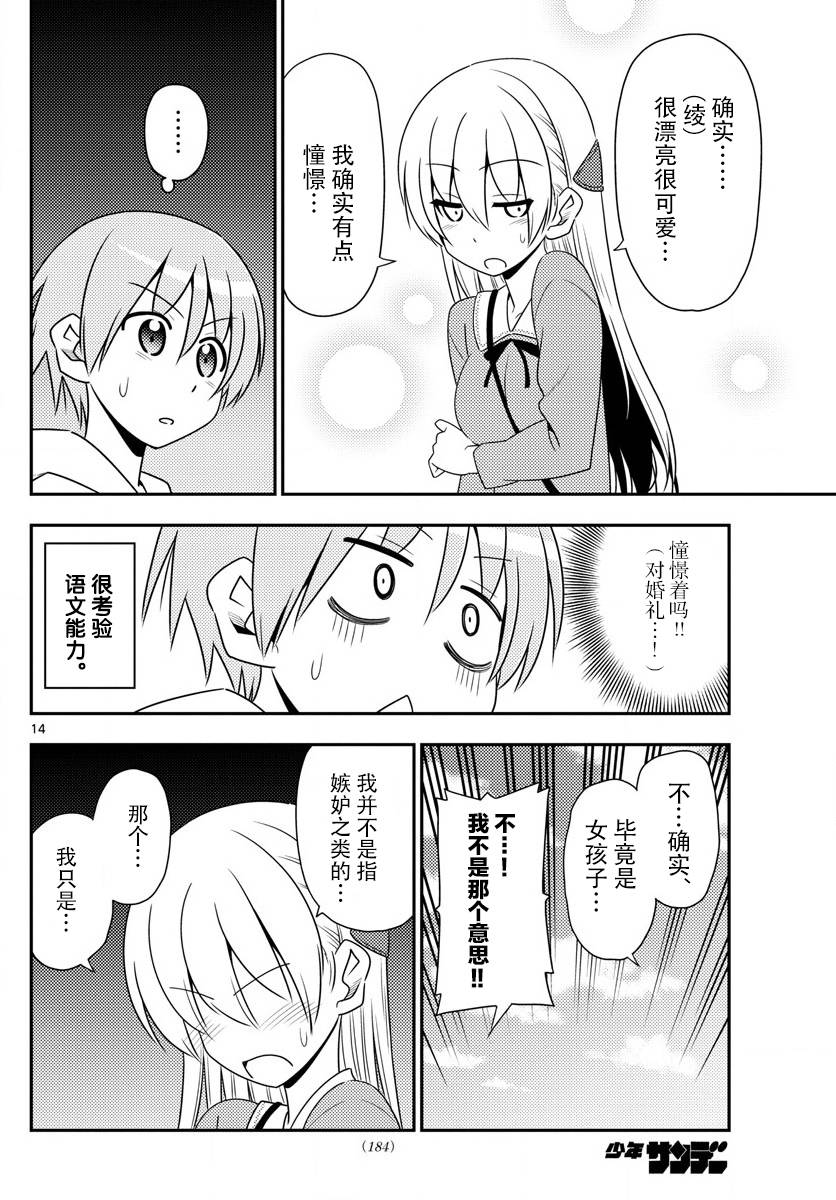 确实……
（绫）
很漂亮很可爱…
我确实有点
憧憬…
……
憧憬着吗!!
（对婚礼…!）
很考验
语文能力。
14
不…确实、
毕竟是
女孩子…
不…!
我不是那个意思!!
我并不是指
嫉妒之类的…
那个…
我只是…
（184）
少年サンデー